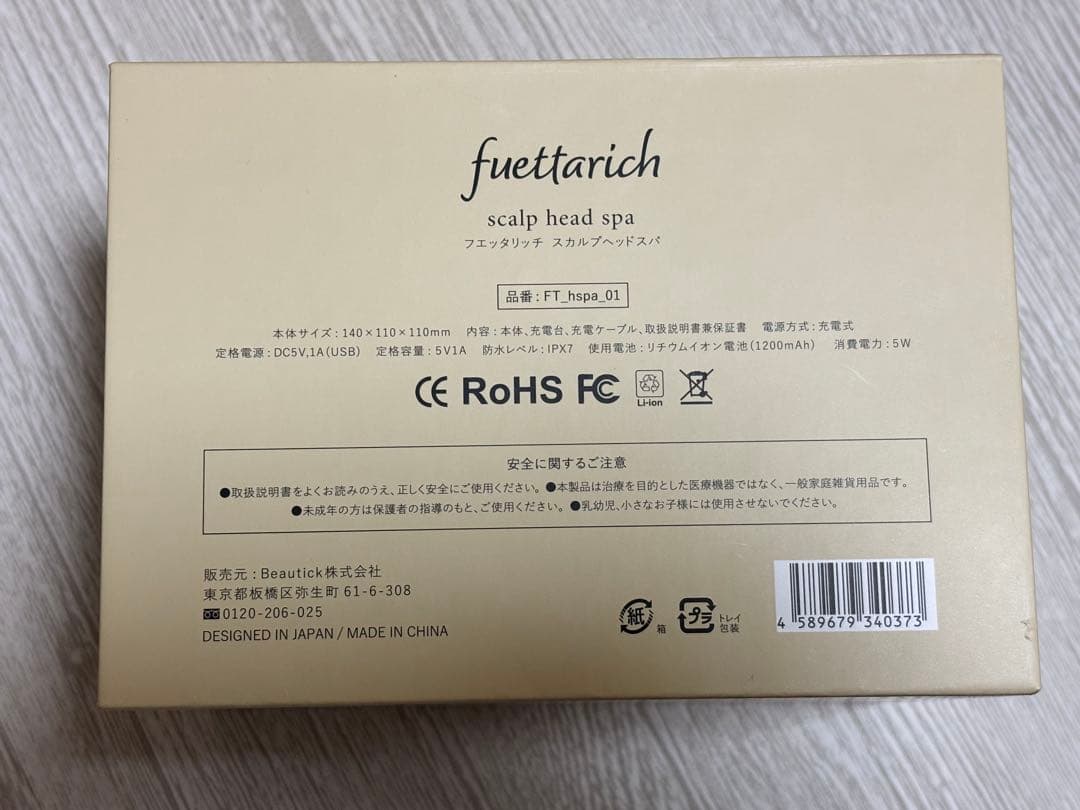 fuettarich
scalp head spa
フエッタリッチ スカルプヘッドスパ
品番：FT_hspa_01
本体サイズ：140×110×110mm 内容：本体、充電台、充電ケーブル、取扱説明書兼保証書 電源方式：充電式
定格電源：DC5V,1A（USB） 定格容量：5V1A 防水レベル：IPX7 使用電池：リチウムイオン電池（1200mAh） 消費電力：5W
CE RoHS FC Li-ion
安全に関するご注意
●取扱説明書をよくお読みのうえ、正しく安全にご使用ください。 ●本製品は治療を目的とした医療機器ではなく、一般家庭雑貨用品です。
●未成年の方は保護者の指導のもと、ご使用ください。 ●乳幼児、小さなお子様には使用させないでください。
販売元：Beautick株式会社
東京都板橋区弥生町 61-6-308
0120-206-025
DESIGNED IN JAPAN / MADE IN CHINA
紙 箱
プラ トレイ 包装
4 589679 340373